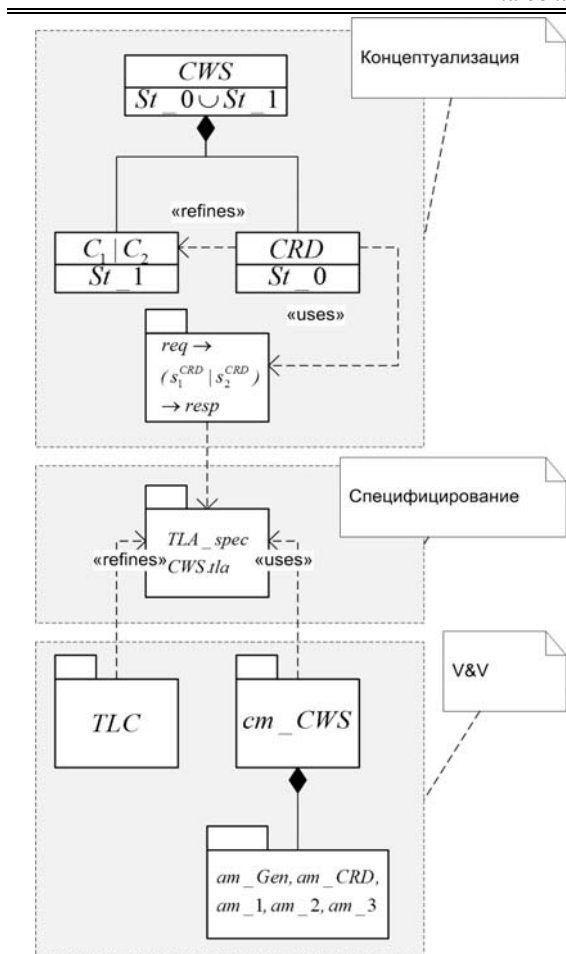 Концептуализация
CWS
St_0∪St_1
«refines»
C₁|C₂
St_1
CRD
St_0
«uses»
req →
(s₁^CRD | s₂^CRD)
→ resp
Специфицирование
TLA_spec
CWS.tla
«refines»
«uses»
V&V
TLC
cm_CWS
am_Gen, am_CRD,
am_1, am_2, am_3